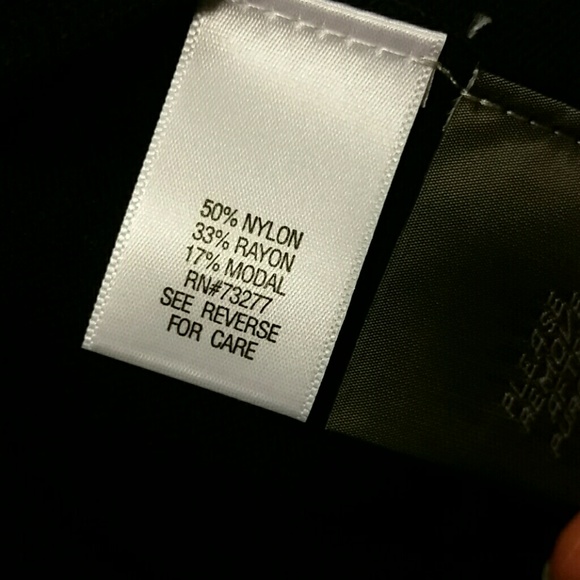 50% NYLON
33% RAYON
17% MODAL
RN#73277
SEE REVERSE
FOR CARE
PLEASE